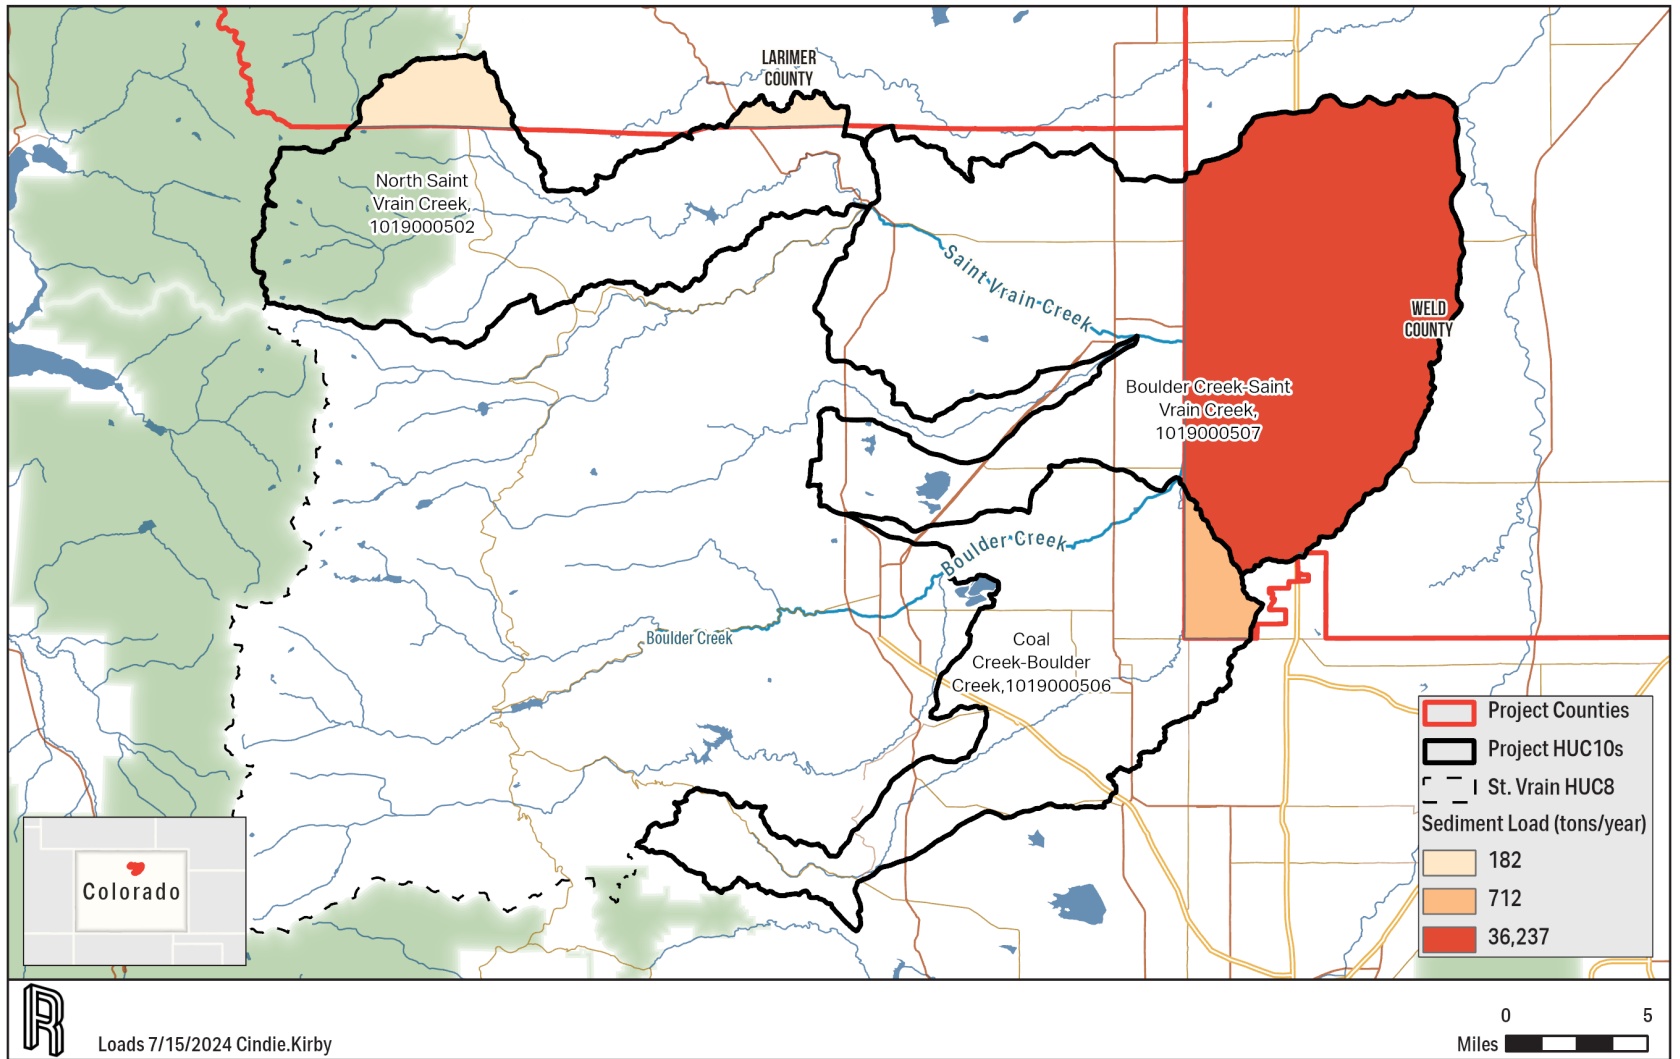 LARIMER
COUNTY
North Saint
Vrain Creek,
1019000502
Saint Vrain Creek
WELD
COUNTY
Boulder Creek-Saint
Vrain Creek,
1019000507
Boulder Creek
Boulder Creek
Coal
Creek-Boulder
Creek,1019000506
Project Counties
Project HUC10s
St. Vrain HUC8
Sediment Load (tons/year)
182
712
36,237
Colorado
R
Loads 7/15/2024 Cindie.Kirby
0 5
Miles